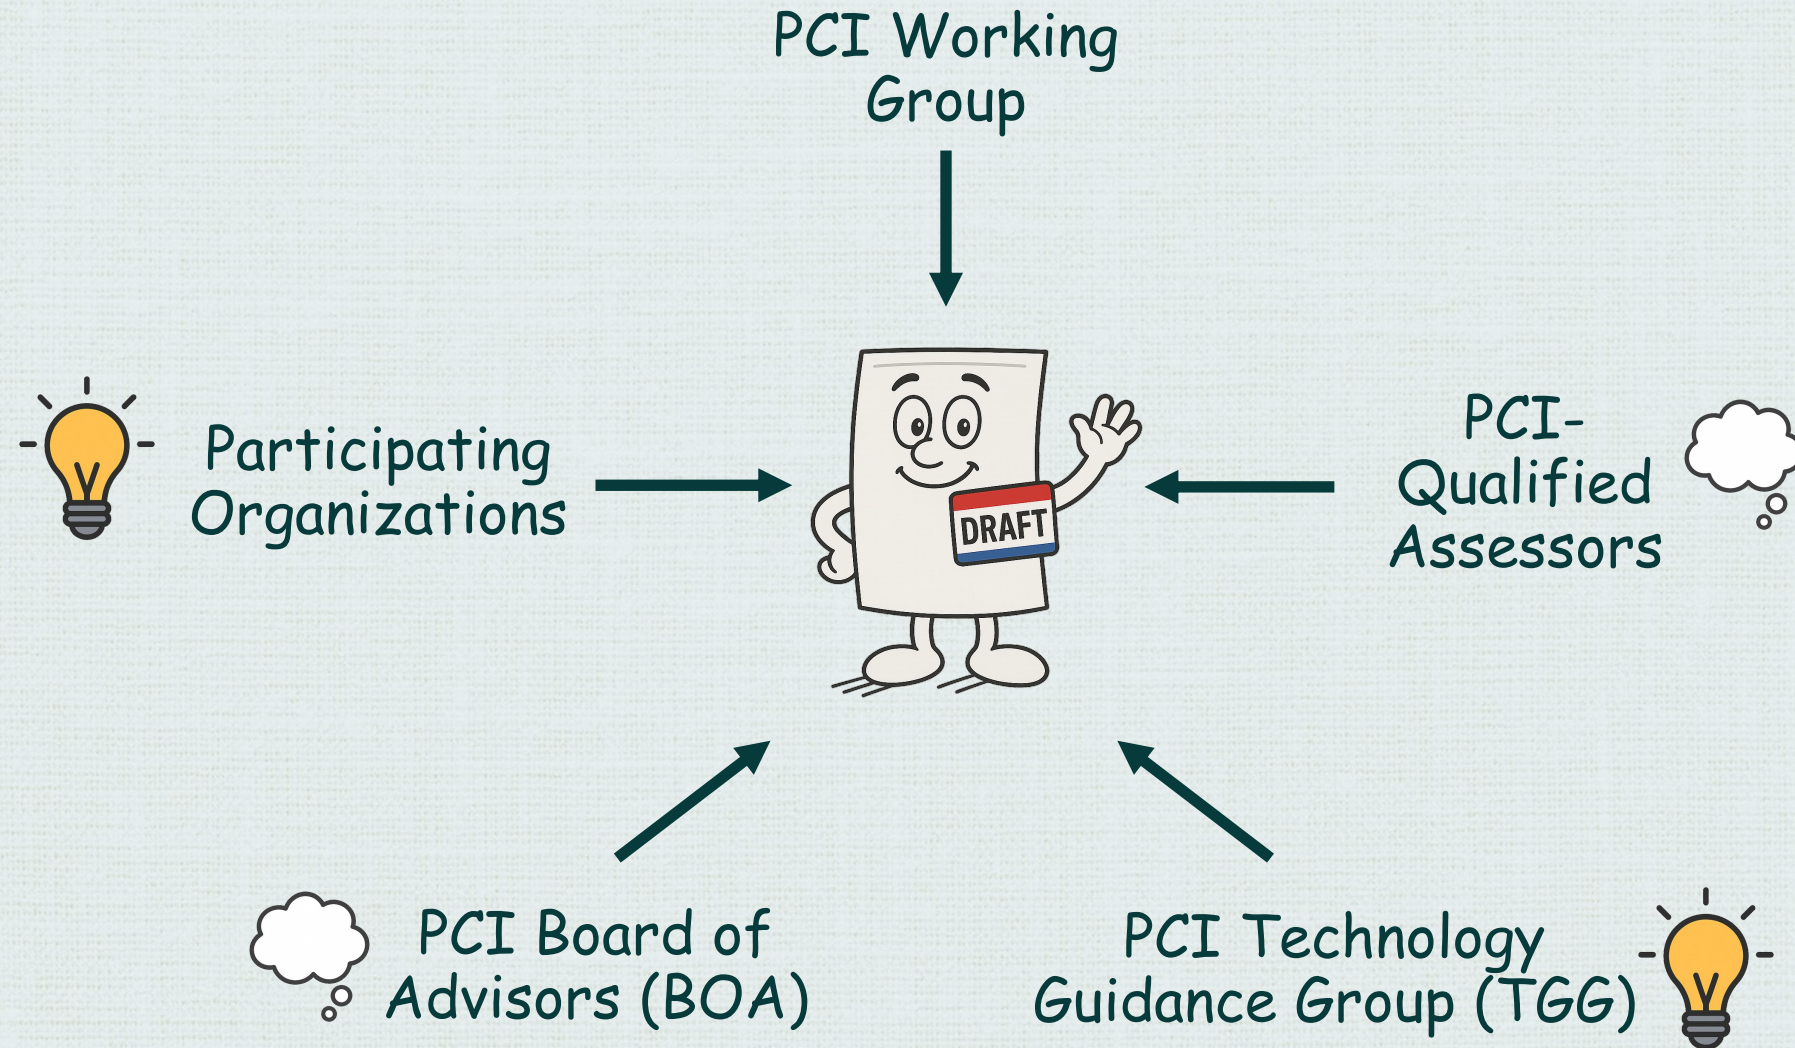 PCI Working
Group
Participating
Organizations
DRAFT
PCI-
Qualified
Assessors
PCI Board of
Advisors (BOA)
PCI Technology
Guidance Group (TGG)